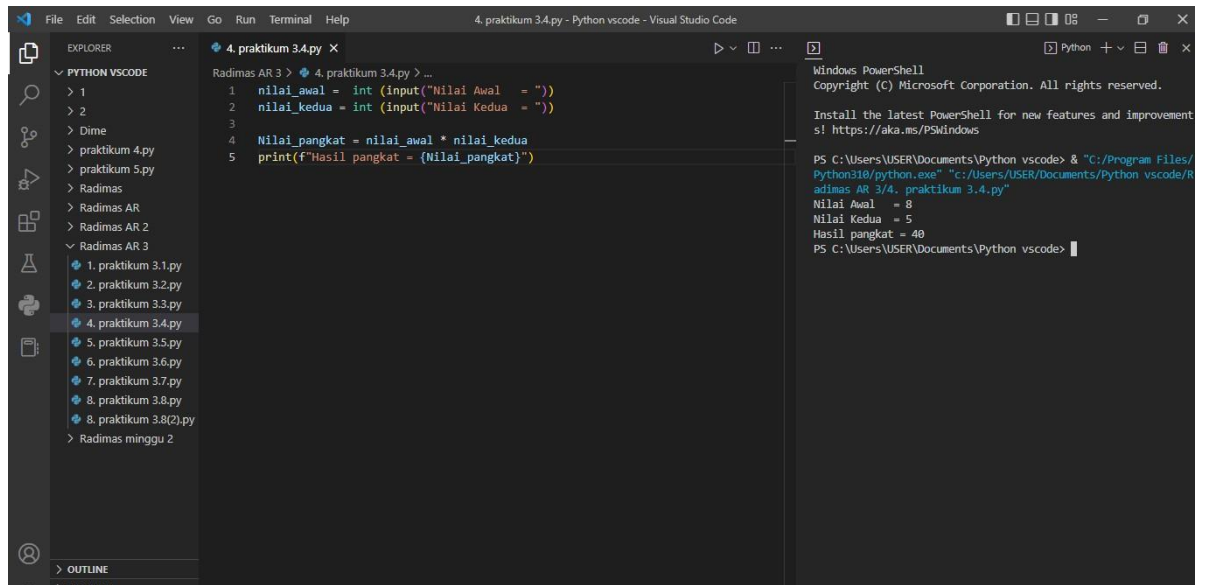 File Edit Selection View Go Run Terminal Help
4. praktikum 3.4.py - Python vscode - Visual Studio Code
EXPLORER
PYTHON VSCODE
> 1
> 2
> Dime
> praktikum 4.py
> praktikum 5.py
> Radimas
> Radimas AR
> Radimas AR 2
Radimas AR 3
1. praktikum 3.1.py
2. praktikum 3.2.py
3. praktikum 3.3.py
4. praktikum 3.4.py
5. praktikum 3.5.py
6. praktikum 3.6.py
7. praktikum 3.7.py
8. praktikum 3.8.py
8. praktikum 3.8(2).py
> Radimas minggu 2
> OUTLINE
4. praktikum 3.4.py
Radimas AR 3 > 4. praktikum 3.4.py > ...
1 nilai_awal =  int (input("Nilai Awal   = "))
2 nilai_kedua = int (input("Nilai Kedua  = "))
3
4 Nilai_pangkat = nilai_awal * nilai_kedua
5 print(f"Hasil pangkat = {Nilai_pangkat}")
Python
Windows PowerShell
Copyright (C) Microsoft Corporation. All rights reserved.
Install the latest PowerShell for new features and improvement
s! https://aka.ms/PSWindows
PS C:\Users\USER\Documents\Python vscode> & "C:/Program Files/
Python310/python.exe" "c:/Users/USER/Documents/Python vscode/R
adimas AR 3/4. praktikum 3.4.py"
Nilai Awal   = 8
Nilai Kedua  = 5
Hasil pangkat = 40
PS C:\Users\USER\Documents\Python vscode>